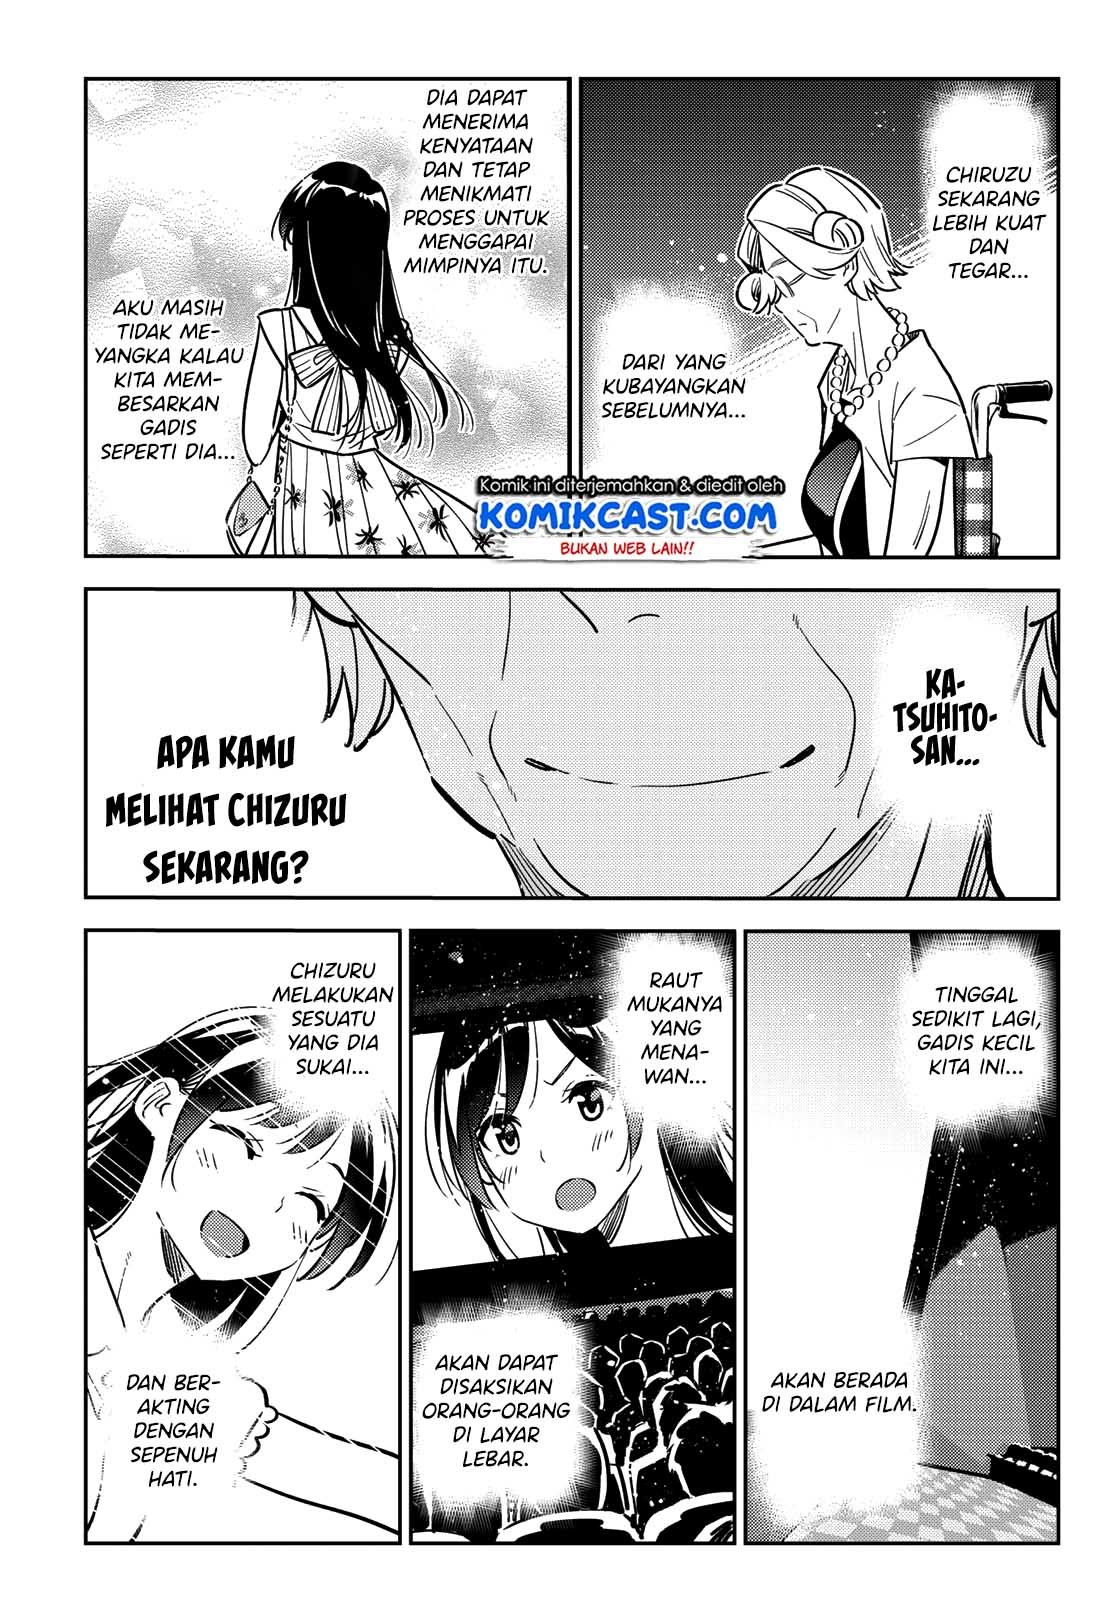 CHIRUZU
SEKARANG
LEBIH KUAT
DAN
TEGAR...
DARI YANG
KUBAYANGKAN
SEBELUMNYA...
DIA DAPAT
MENERIMA
KENYATAAN
DAN TETAP
MENIKMATI
PROSES UNTUK
MENGGAPAI
MIMPINYA ITU.
AKU MASIH
TIDAK ME-
YANGKA KALAU
KITA MEM-
BESARKAN
GADIS
SEPERTI DIA...
Komik ini diterjemahkan & diedit oleh
KOMIKCAST.COM
BUKAN WEB LAIN!!
KA-
TSUHITO-
SAN...
APA KAMU
MELIHAT CHIZURU
SEKARANG?
TINGGAL
SEDIKIT LAGI,
GADIS KECIL
KITA INI...
AKAN BERADA
DI DALAM FILM.
RAUT
MUKANYA
YANG
MENA-
WAN...
AKAN DAPAT
DISAKSIKAN
ORANG-ORANG
DI LAYAR
LEBAR.
CHIZURU
MELAKUKAN
SESUATU
YANG DIA
SUKAI...
DAN BER-
AKTING
DENGAN
SEPENUH
HATI.